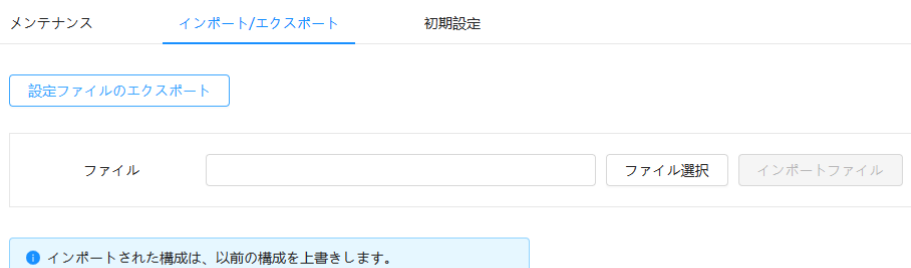 メンテナンス インポート/エクスポート 初期設定
設定ファイルのエクスポート
ファイル ファイル選択 インポートファイル
インポートされた構成は、以前の構成を上書きします。